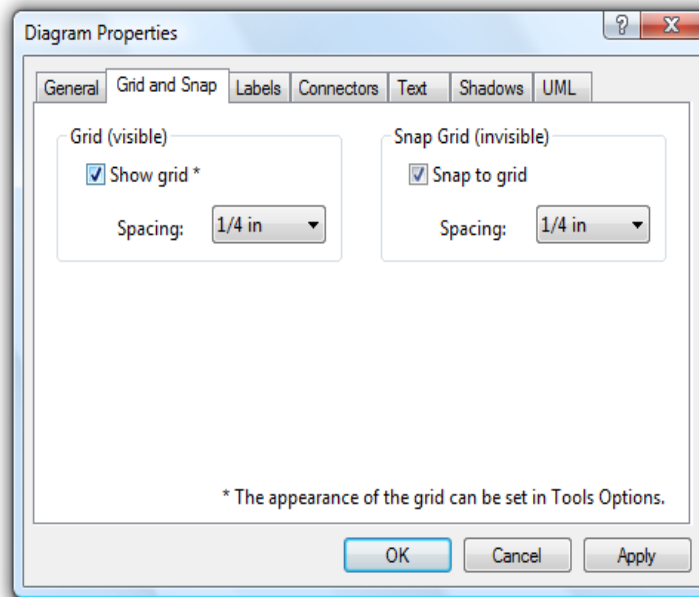 Diagram Properties
General Grid and Snap Labels Connectors Text Shadows UML
Grid (visible)
Show grid *
Spacing: 1/4 in
Snap Grid (invisible)
Snap to grid
Spacing: 1/4 in
* The appearance of the grid can be set in Tools Options.
OK Cancel Apply